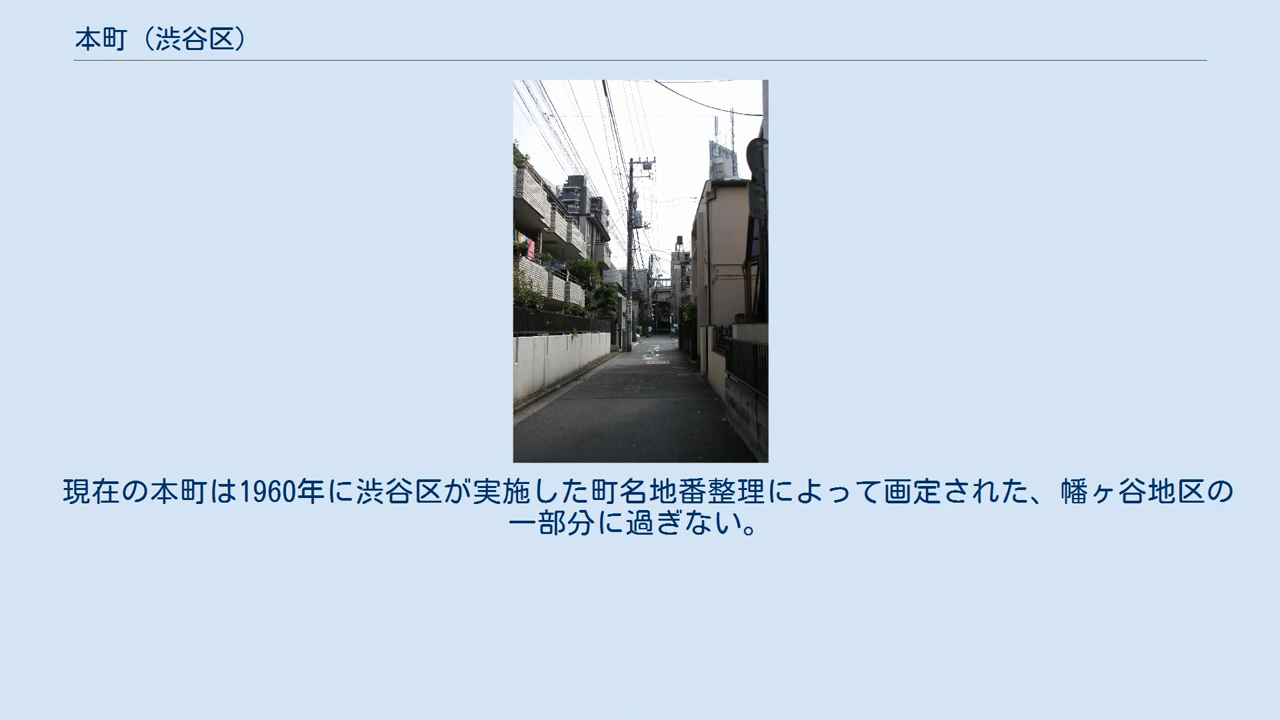 本町（渋谷区）
現在の本町は1960年に渋谷区が実施した町名地番整理によって画定された、幡ヶ谷地区の
一部分に過ぎない。